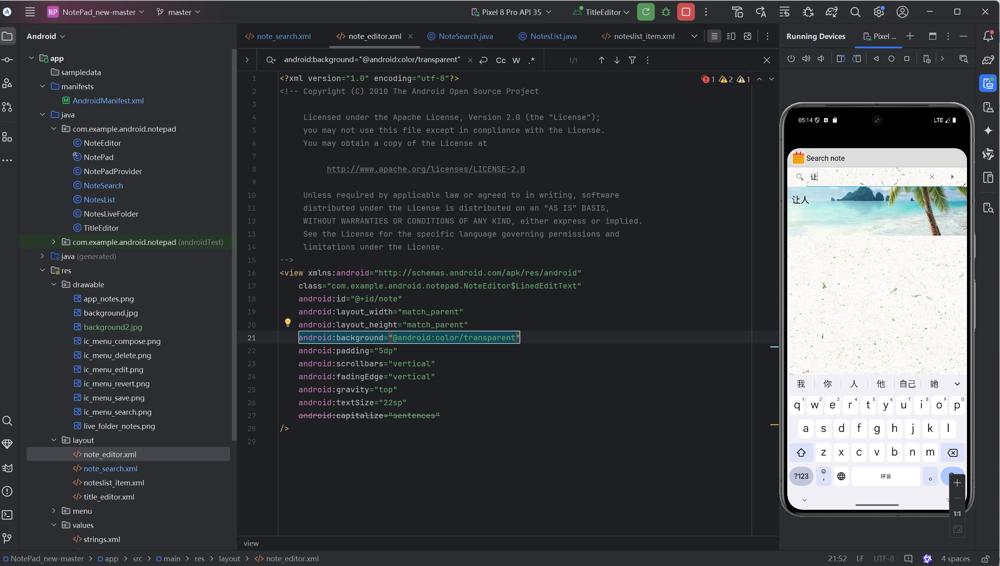 NP NotePad_new-master master Pixel 8 Pro API 35 TitleEditor
Android
app
sampledata
manifests
AndroidManifest.xml
java
com.example.android.notepad
NoteEditor
NotePad
NotePadProvider
NoteSearch
NotesList
NotesLiveFolder
TitleEditor
com.example.android.notepad (androidTest)
java (generated)
res
drawable
app_notes.png
background.jpg
background2.jpg
ic_menu_compose.png
ic_menu_delete.png
ic_menu_edit.png
ic_menu_revert.png
ic_menu_save.png
ic_menu_search.png
live_folder_notes.png
layout
note_editor.xml
note_search.xml
noteslist_item.xml
title_editor.xml
menu
values
strings.xml
note_search.xml note_editor.xml NoteSearch.java NotesList.java noteslist_item.xml
android:background="@android:color/transparent" Cc W .* 1/1
1 2 1
1 <?xml version="1.0" encoding="utf-8"?>
2 <!-- Copyright (C) 2010 The Android Open Source Project
3
4 Licensed under the Apache License, Version 2.0 (the "License");
5 you may not use this file except in compliance with the License.
6 You may obtain a copy of the License at
7
8 http://www.apache.org/licenses/LICENSE-2.0
9
10 Unless required by applicable law or agreed to in writing, software
11 distributed under the License is distributed on an "AS IS" BASIS,
12 WITHOUT WARRANTIES OR CONDITIONS OF ANY KIND, either express or implied.
13 See the License for the specific language governing permissions and
14 limitations under the License.
15 -->
16 <view xmlns:android="http://schemas.android.com/apk/res/android"
17 class="com.example.android.notepad.NoteEditor$LinedEditText"
18 android:id="@+id/note"
19 android:layout_width="match_parent"
20 android:layout_height="match_parent"
21 android:background="@android:color/transparent"
22 android:padding="5dp"
23 android:scrollbars="vertical"
24 android:fadingEdge="vertical"
25 android:gravity="top"
26 android:textSize="22sp"
27 android:capitalize="sentences"
28 />
29
view
Running Devices Pixel ...
05:14 LTE
Search note
让
让人
我 你 人 他 自己 她
q1 w2 e3 r4 t5 y6 u7 i8 o9 p0
a s d f g h j k l
z x c v b n m
?123 , 拼音 。
1:1
NotePad_new-master > app > src > main > res > layout > note_editor.xml
21:52 LF UTF-8 4 spaces